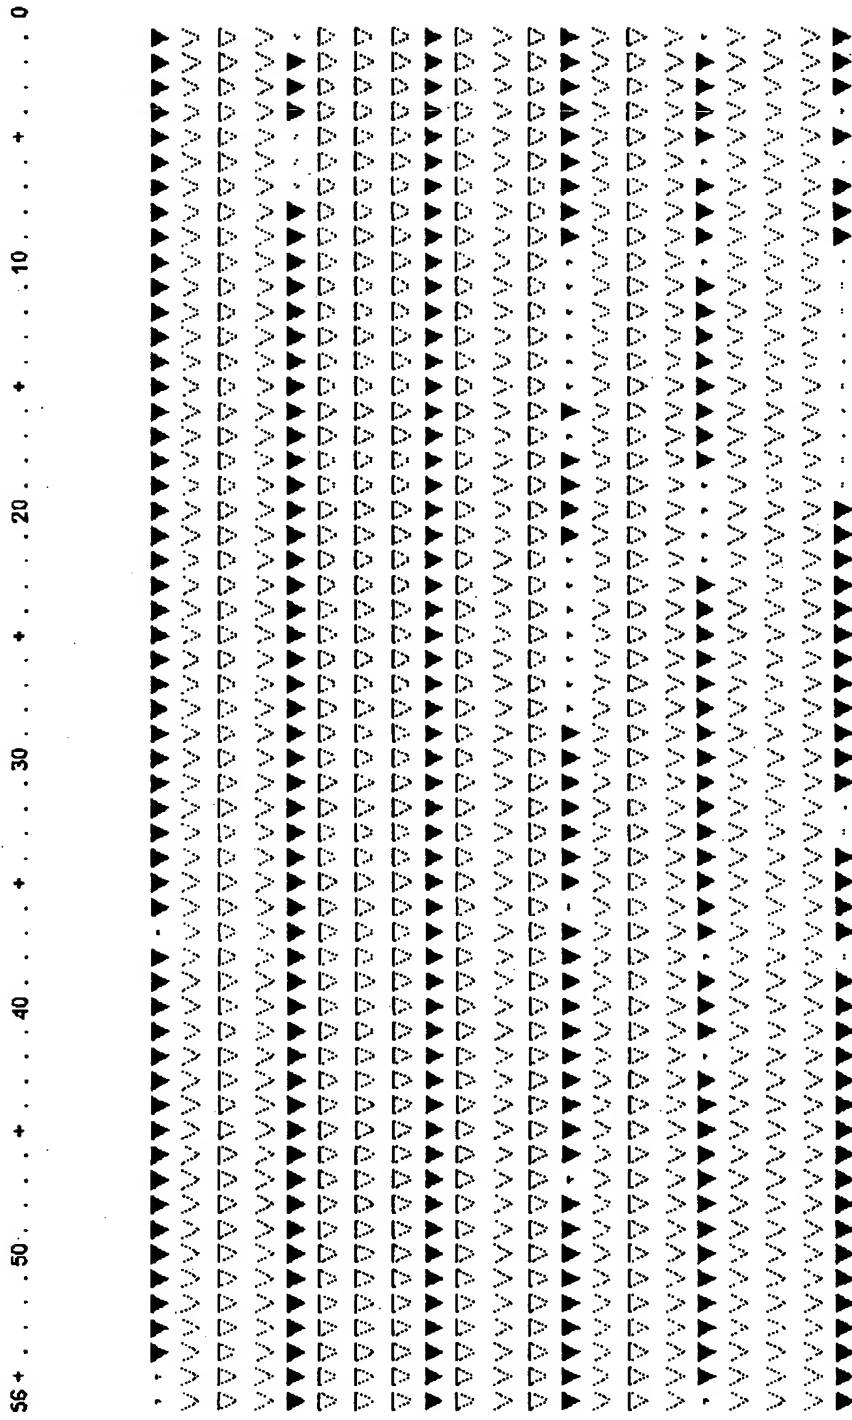 56 + . . . . 50 . . . . + . . . . 40 . . . . + . . . . 30 . . . . + . . . . 20 . . . . + . . . . 10 . . . . + . . . . 0